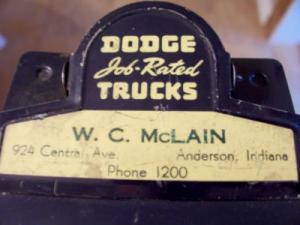 DODGE
Job-Rated
TRUCKS
W. C. McLAIN
924 Central Ave. Anderson, Indiana
Phone 1200